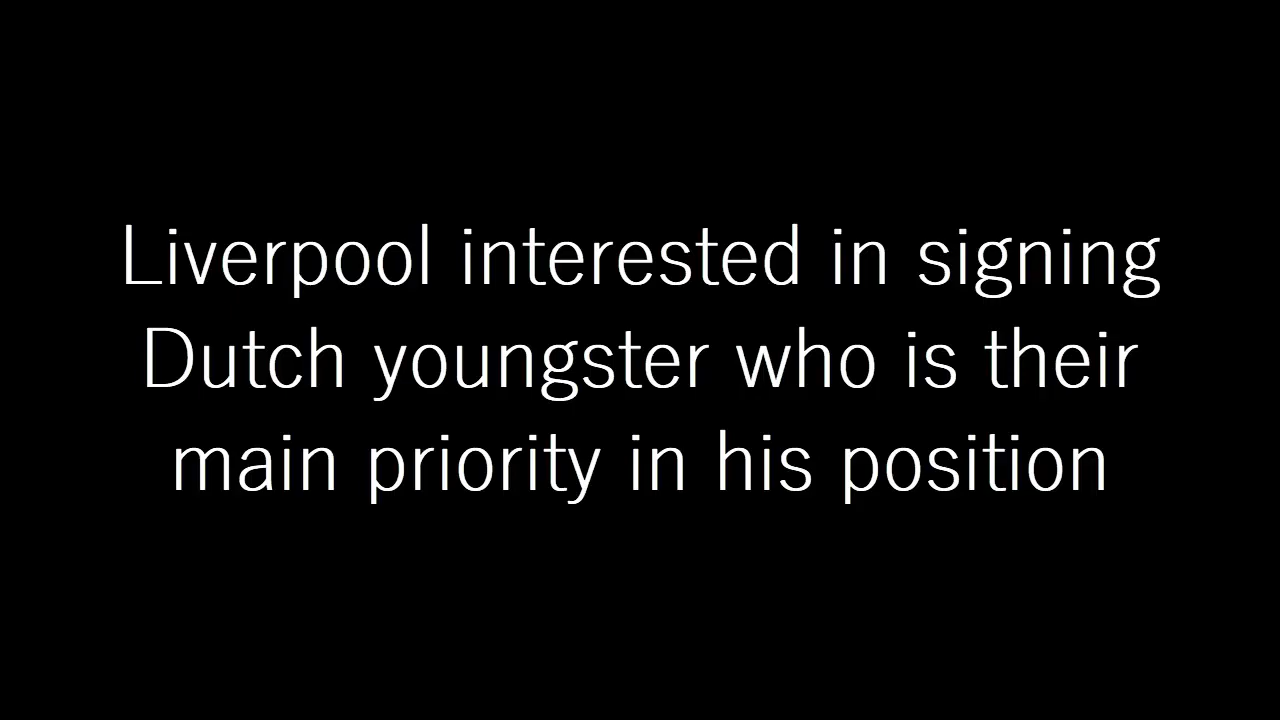 Liverpool interested in signing
Dutch youngster who is their
main priority in his position